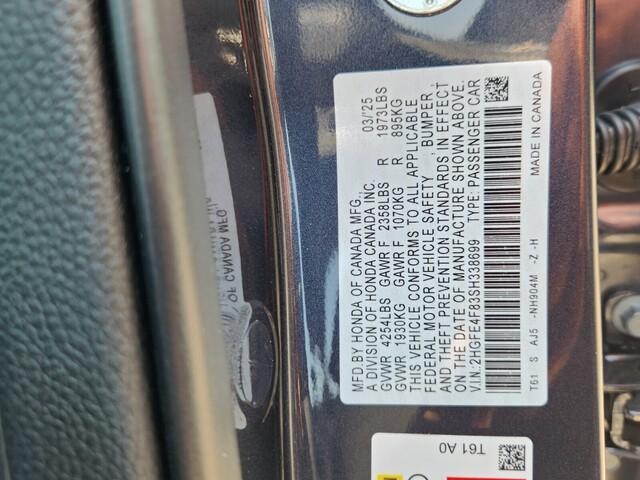 MFD.BY HONDA OF CANADA MFG.,
A DIVISION OF HONDA CANADA INC. 03/'25
GVWR 4254LBS GAWR F 2358LBS R 1973LBS
GVWR 1930KG GAWR F 1070KG R 895KG
THIS VEHICLE CONFORMS TO ALL APPLICABLE
FEDERAL MOTOR VEHICLE SAFETY BUMPER,
AND THEFT PREVENTION STANDARDS IN EFFECT
ON THE DATE OF MANUFACTURE SHOWN ABOVE.
V.I.N.:2HGFE4F83SH338699 TYPE:PASSENGER CAR
T61 S AJ5 -NH904M -Z -H MADE IN CANADA
T61 A0
OF CANADA MFG